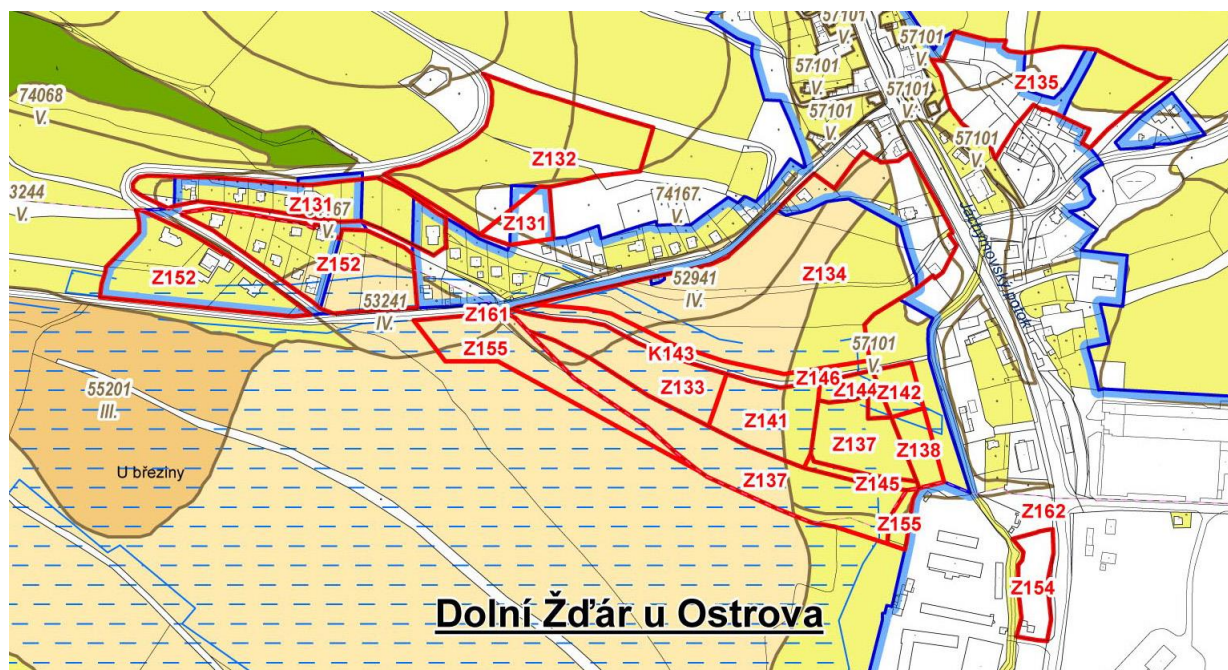 57101
V.
57101
V.
57101
V.
57101
V.
57101
V.
57101
V.
Z135
74068
V.
Z132
3244
V.
Z131
V.
74167.
V.
Z131
Z152
Z152
53241
IV.
52941
IV.
Z134
Jáchymovský potok
Z161
Z155
K143
57101
V.
Z133
Z146
Z144
Z142
55201
III.
Z141
U březiny
Z137
Z138
Z137
Z145
Z155
Z162
Z154
Dolní Žďár u Ostrova